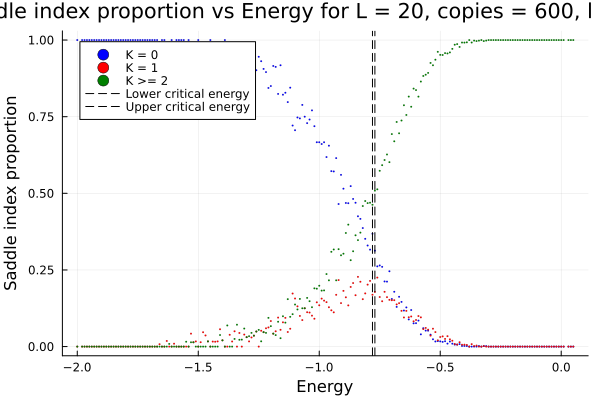 dle index proportion vs Energy for L = 20, copies = 600,
1.00
K = 0
K = 1
K >= 2
Lower critical energy
Upper critical energy
0.75
0.50
0.25
0.00
Saddle index proportion
−2.0 −1.5 −1.0 −0.5 0.0
Energy